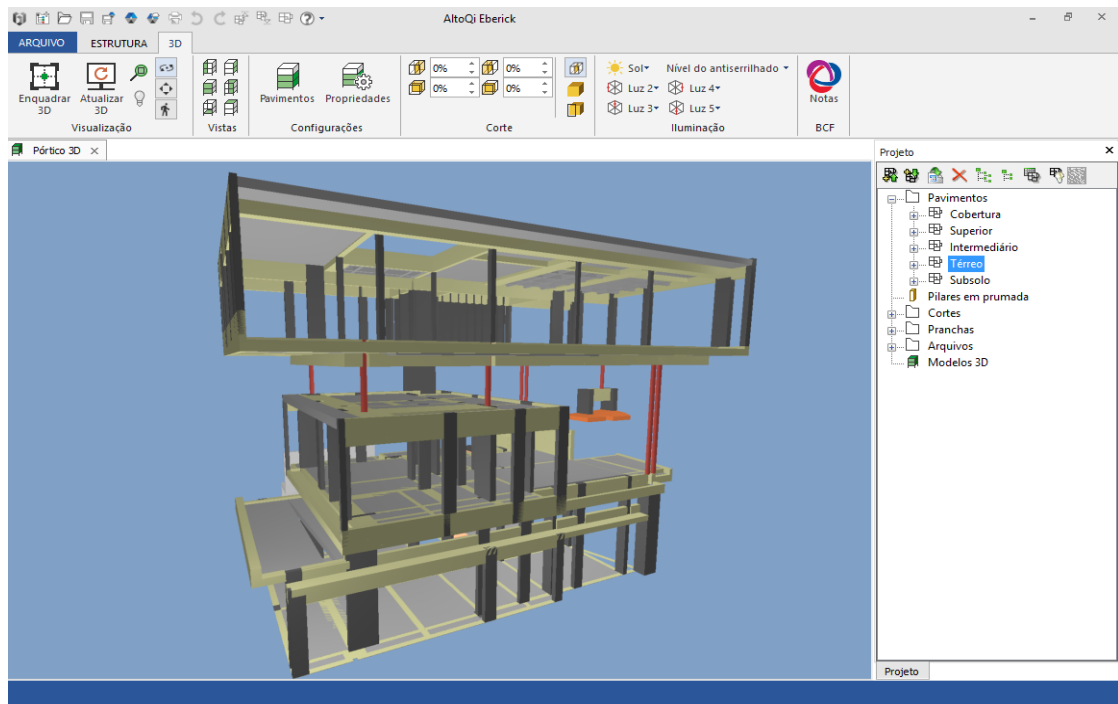 AltoQi Eberick
ARQUIVO ESTRUTURA 3D
Enquadrar 3D
Atualizar 3D
Visualização
Vistas
Pavimentos Propriedades
Configurações
0% 0%
0% 0%
Corte
Sol Nível do antiserrilhado
Luz 2 Luz 4
Luz 3 Luz 5
Iluminação
Notas
BCF
Pórtico 3D
Projeto
Pavimentos
Cobertura
Superior
Intermediário
Térreo
Subsolo
Pilares em prumada
Cortes
Pranchas
Arquivos
Modelos 3D
Projeto